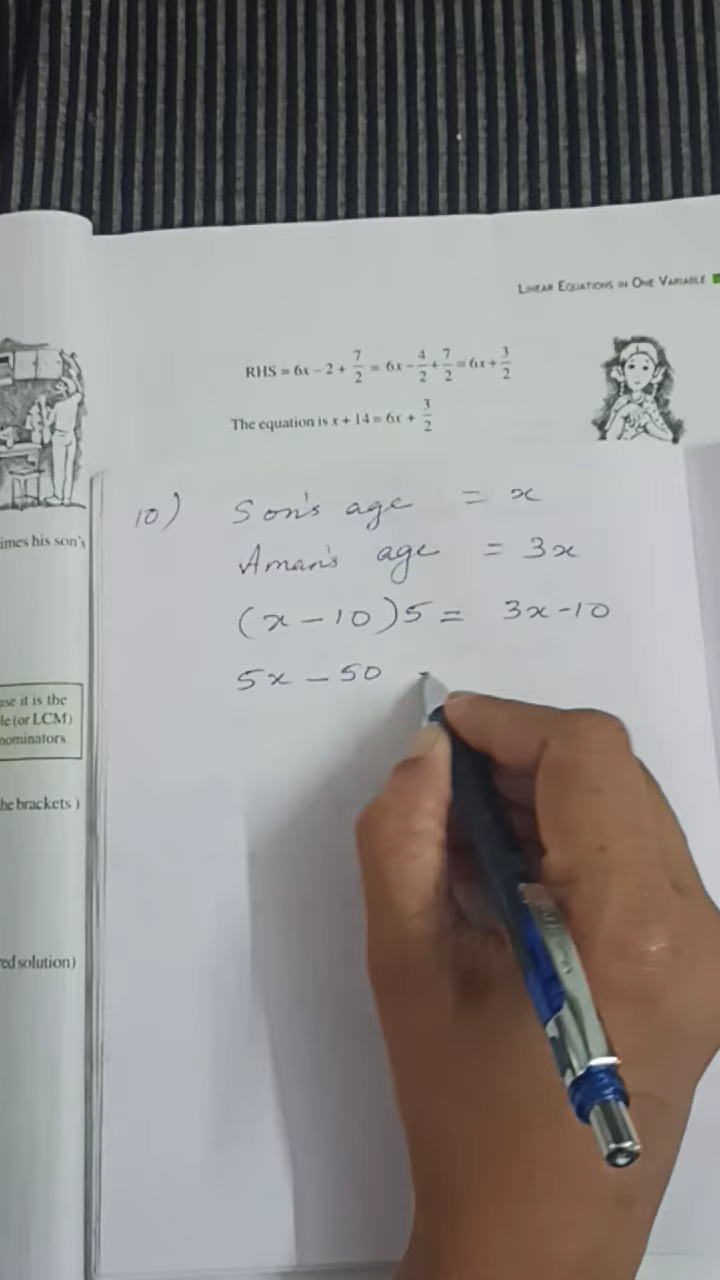 LINEAR EQUATIONS IN ONE VARIABLE
RHS = 6x − 2 + 7/2 = 6x − 4/2 + 7/2 = 6x + 3/2
The equation is x + 14 = 6x + 3/2
10) Son's age = x
Aman's age = 3x
(x − 10)5 = 3x − 10
5x − 50
imes his son's
use it is the
le (or LCM)
nominators.
he brackets )
ed solution)